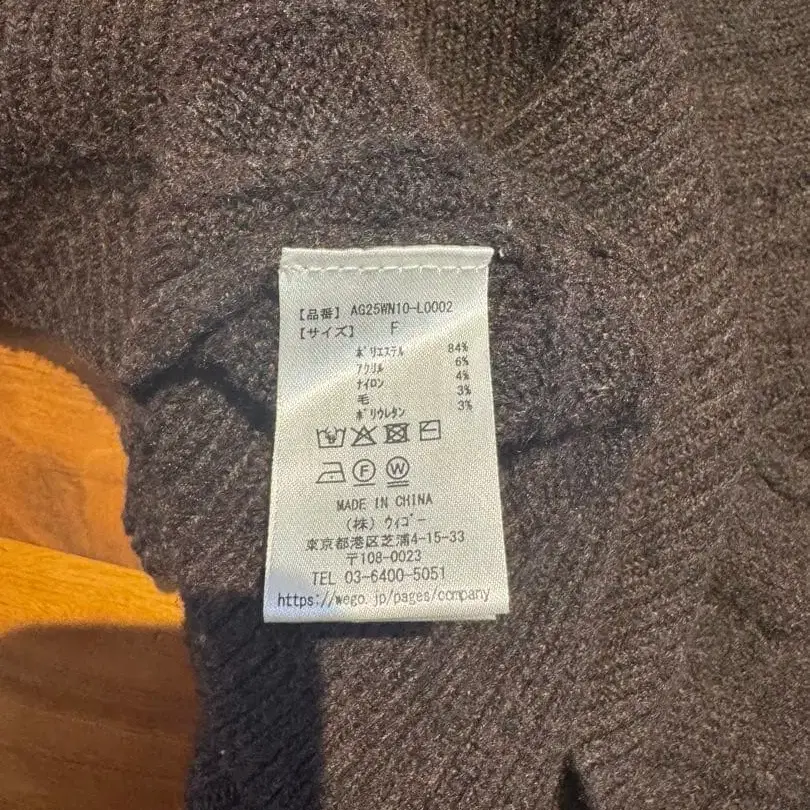 【品番】 AG25WN10-L0002
【サイズ】 F
ﾎﾟﾘｴｽﾃﾙ 84%
ｱｸﾘﾙ 6%
ﾅｲﾛﾝ 4%
毛 3%
ﾎﾟﾘｳﾚﾀﾝ 3%
F W
MADE IN CHINA
（株）ｳｨｺﾞｰ
東京都港区芝浦4-15-33
〒108-0023
TEL 03-6400-5051
https://wego.jp/pages/company